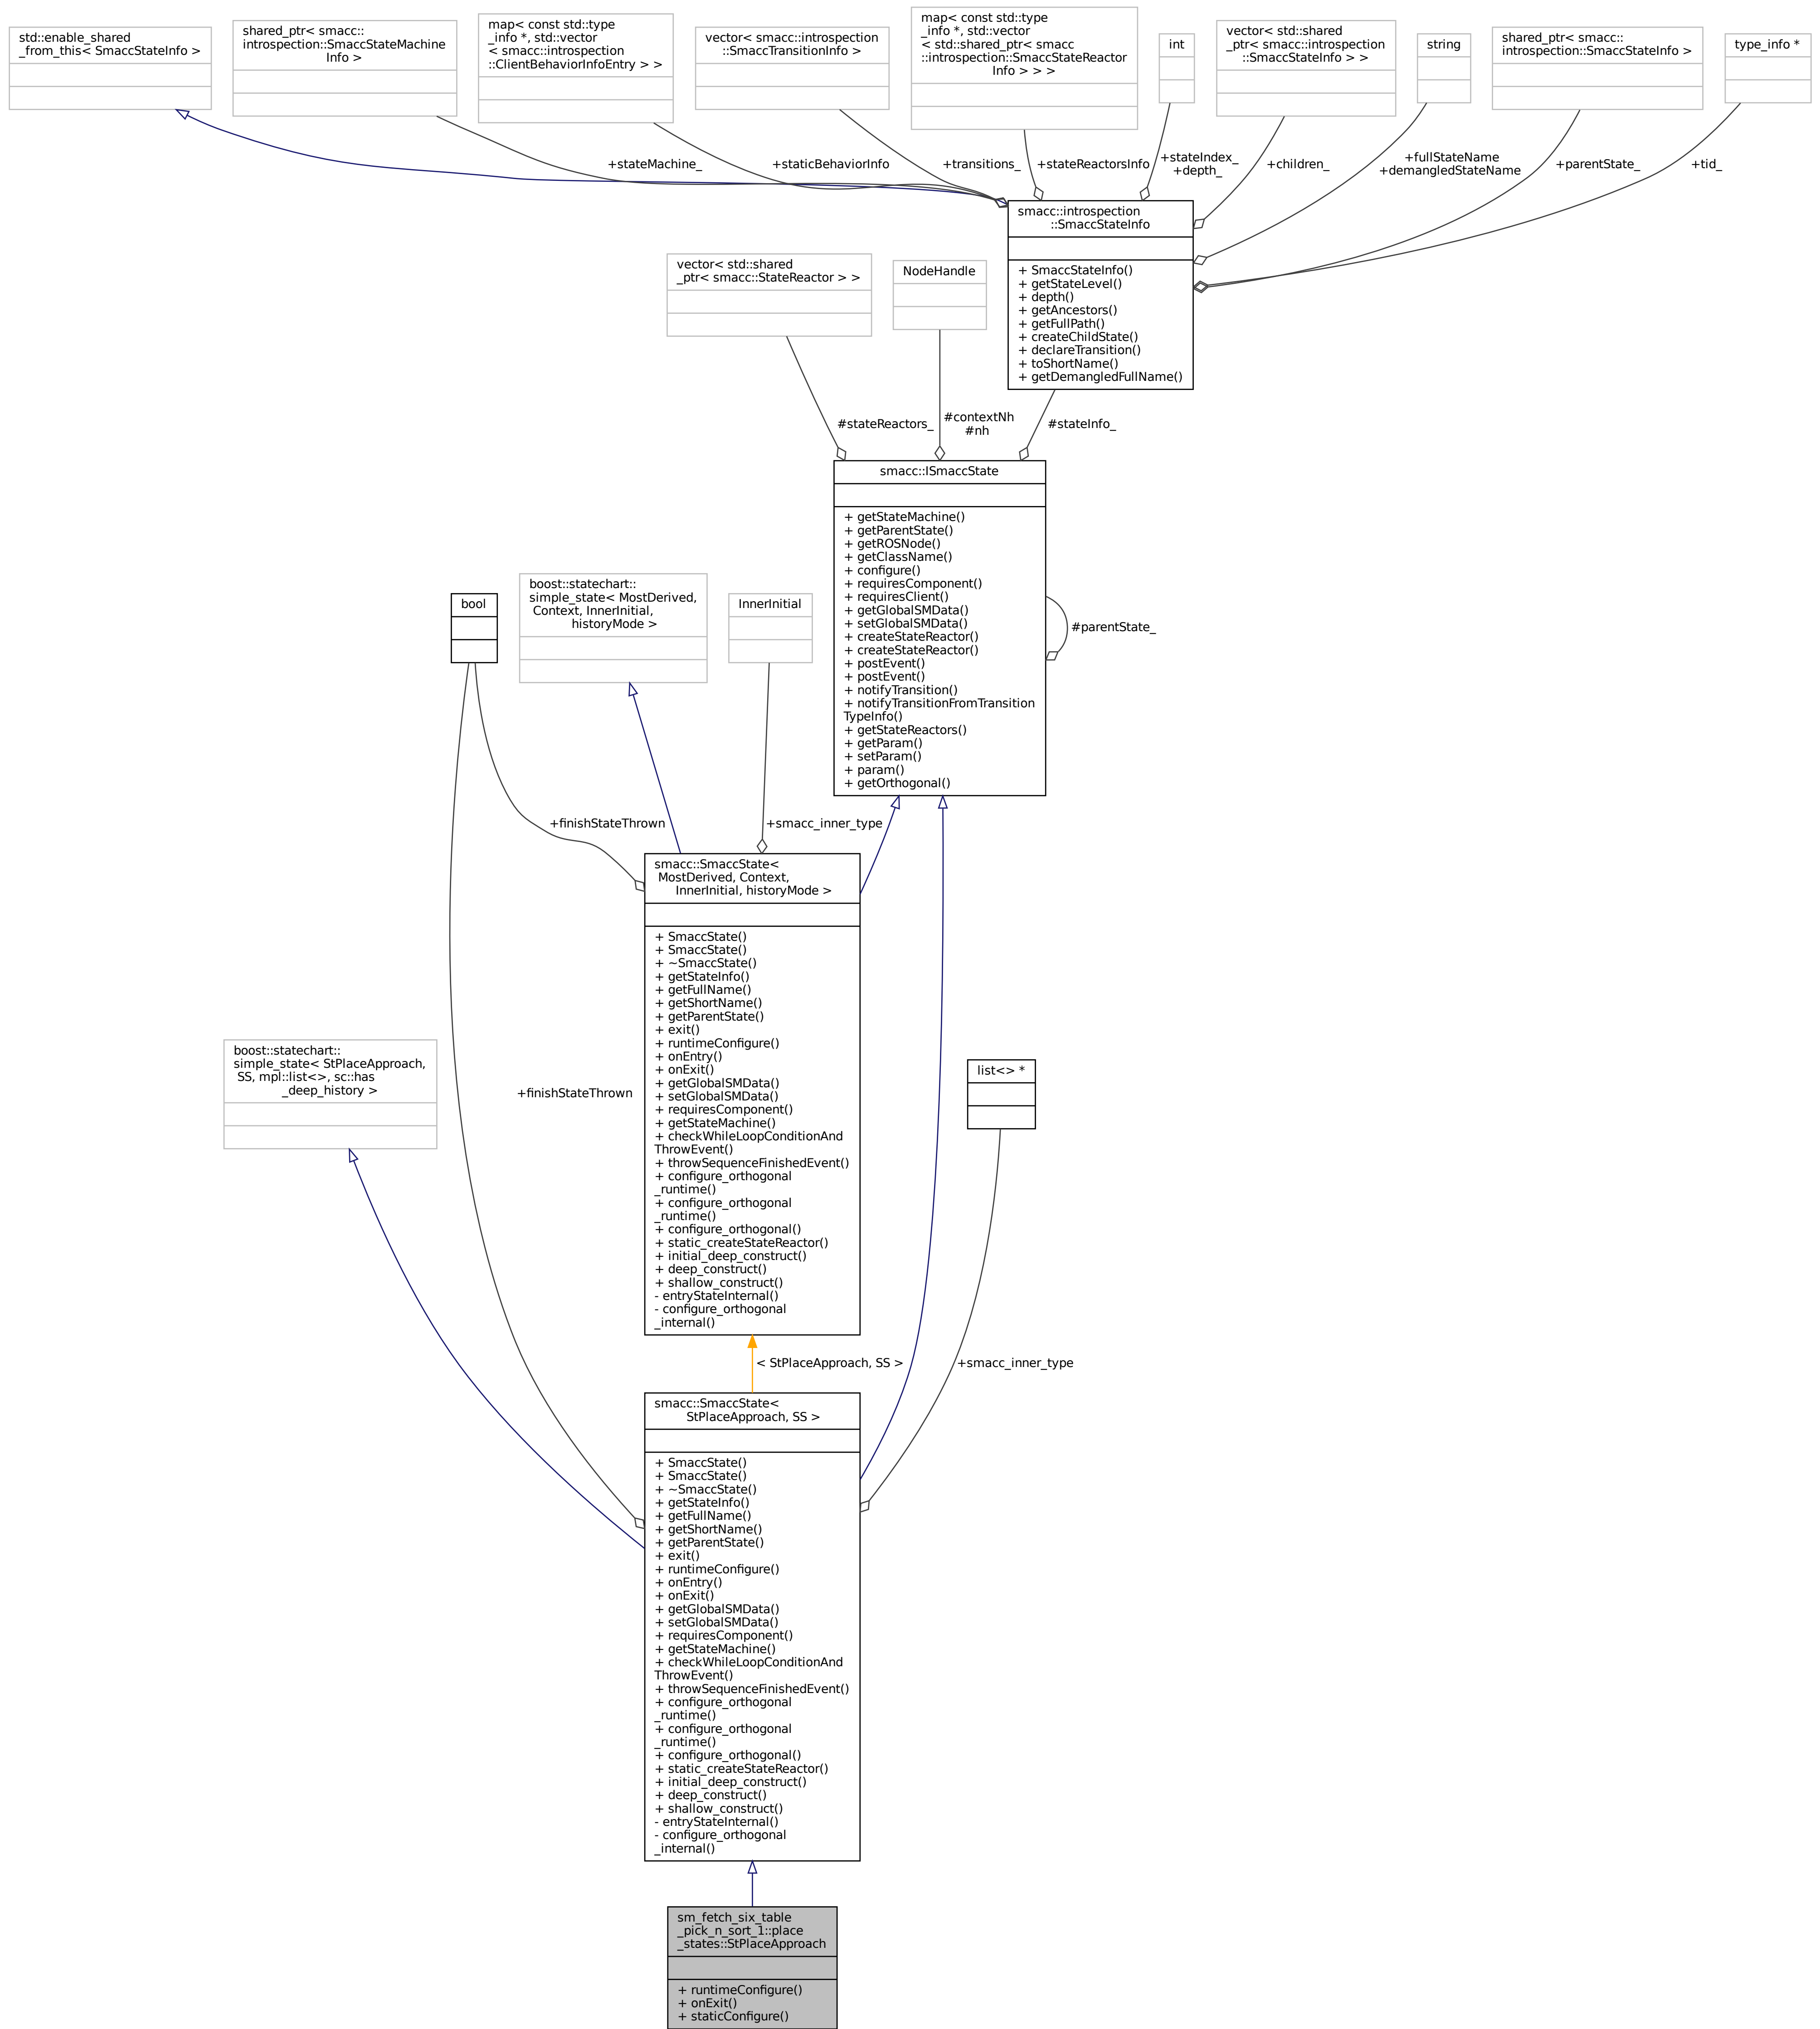 std::enable_shared
_from_this< SmaccStateInfo >
shared_ptr< smacc::
introspection::SmaccStateMachine
Info >
map< const std::type
_info *, std::vector
< smacc::introspection
::ClientBehaviorInfoEntry > >
vector< smacc::introspection
::SmaccTransitionInfo >
map< const std::type
_info *, std::vector
< std::shared_ptr< smacc
::introspection::SmaccStateReactor
Info > > >
int
vector< std::shared
_ptr< smacc::introspection
::SmaccStateInfo > >
string
shared_ptr< smacc::
introspection::SmaccStateInfo >
type_info *
+stateMachine_
+staticBehaviorInfo
+transitions_
+stateReactorsInfo
+stateIndex_
+depth_
+children_
+fullStateName
+demangledStateName
+parentState_
+tid_
smacc::introspection
::SmaccStateInfo
+ SmaccStateInfo()
+ getStateLevel()
+ depth()
+ getAncestors()
+ getFullPath()
+ createChildState()
+ declareTransition()
+ toShortName()
+ getDemangledFullName()
vector< std::shared
_ptr< smacc::StateReactor > >
NodeHandle
#stateReactors_
#contextNh
#nh
#stateInfo_
smacc::ISmaccState
+ getStateMachine()
+ getParentState()
+ getROSNode()
+ getClassName()
+ configure()
+ requiresComponent()
+ requiresClient()
+ getGlobalSMData()
+ setGlobalSMData()
+ createStateReactor()
+ createStateReactor()
+ postEvent()
+ postEvent()
+ notifyTransition()
+ notifyTransitionFromTransition
TypeInfo()
+ getStateReactors()
+ getParam()
+ setParam()
+ param()
+ getOrthogonal()
#parentState_
bool
boost::statechart::
simple_state< MostDerived,
Context, InnerInitial,
historyMode >
InnerInitial
+finishStateThrown
+smacc_inner_type
smacc::SmaccState<
MostDerived, Context,
InnerInitial, historyMode >
+ SmaccState()
+ SmaccState()
+ ~SmaccState()
+ getStateInfo()
+ getFullName()
+ getShortName()
+ getParentState()
+ exit()
+ runtimeConfigure()
+ onEntry()
+ onExit()
+ getGlobalSMData()
+ setGlobalSMData()
+ requiresComponent()
+ getStateMachine()
+ checkWhileLoopConditionAnd
ThrowEvent()
+ throwSequenceFinishedEvent()
+ configure_orthogonal
_runtime()
+ configure_orthogonal
_runtime()
+ configure_orthogonal()
+ static_createStateReactor()
+ initial_deep_construct()
+ deep_construct()
+ shallow_construct()
- entryStateInternal()
- configure_orthogonal
_internal()
boost::statechart::
simple_state< StPlaceApproach,
SS, mpl::list<>, sc::has
_deep_history >
+finishStateThrown
list<> *
< StPlaceApproach, SS >
+smacc_inner_type
smacc::SmaccState<
StPlaceApproach, SS >
+ SmaccState()
+ SmaccState()
+ ~SmaccState()
+ getStateInfo()
+ getFullName()
+ getShortName()
+ getParentState()
+ exit()
+ runtimeConfigure()
+ onEntry()
+ onExit()
+ getGlobalSMData()
+ setGlobalSMData()
+ requiresComponent()
+ getStateMachine()
+ checkWhileLoopConditionAnd
ThrowEvent()
+ throwSequenceFinishedEvent()
+ configure_orthogonal
_runtime()
+ configure_orthogonal
_runtime()
+ configure_orthogonal()
+ static_createStateReactor()
+ initial_deep_construct()
+ deep_construct()
+ shallow_construct()
- entryStateInternal()
- configure_orthogonal
_internal()
sm_fetch_six_table
_pick_n_sort_1::place
_states::StPlaceApproach
+ runtimeConfigure()
+ onExit()
+ staticConfigure()